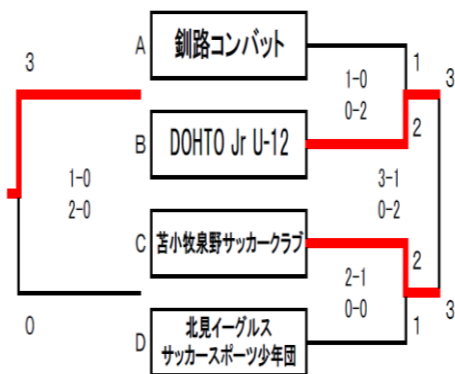 3
A
釧路コンバット
1
3
1-0
0-2
B
DOHTO Jr U-12
2
1-0
2-0
3-1
0-2
C
苫小牧泉野サッカークラブ
2
2-1
0-0
3
0
D
北見イーグルス
サッカースポーツ少年団
1